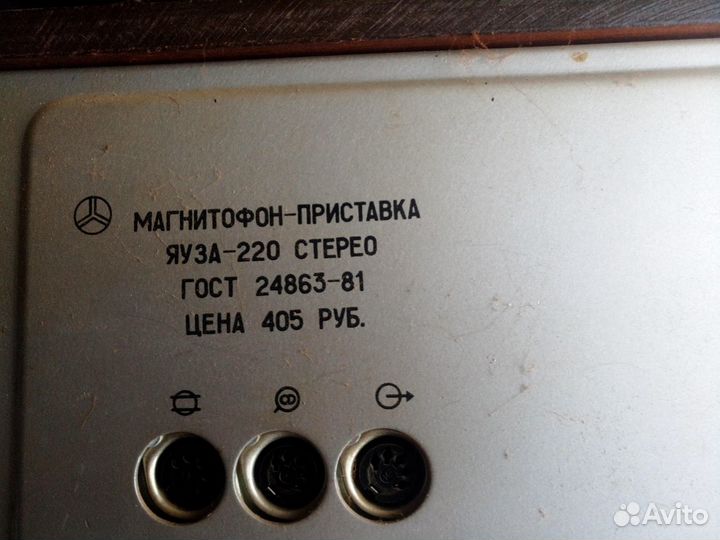 МАГНИТОФОН-ПРИСТАВКА
ЯУЗА-220 СТЕРЕО
ГОСТ 24863-81
ЦЕНА 405 РУБ.
Avito